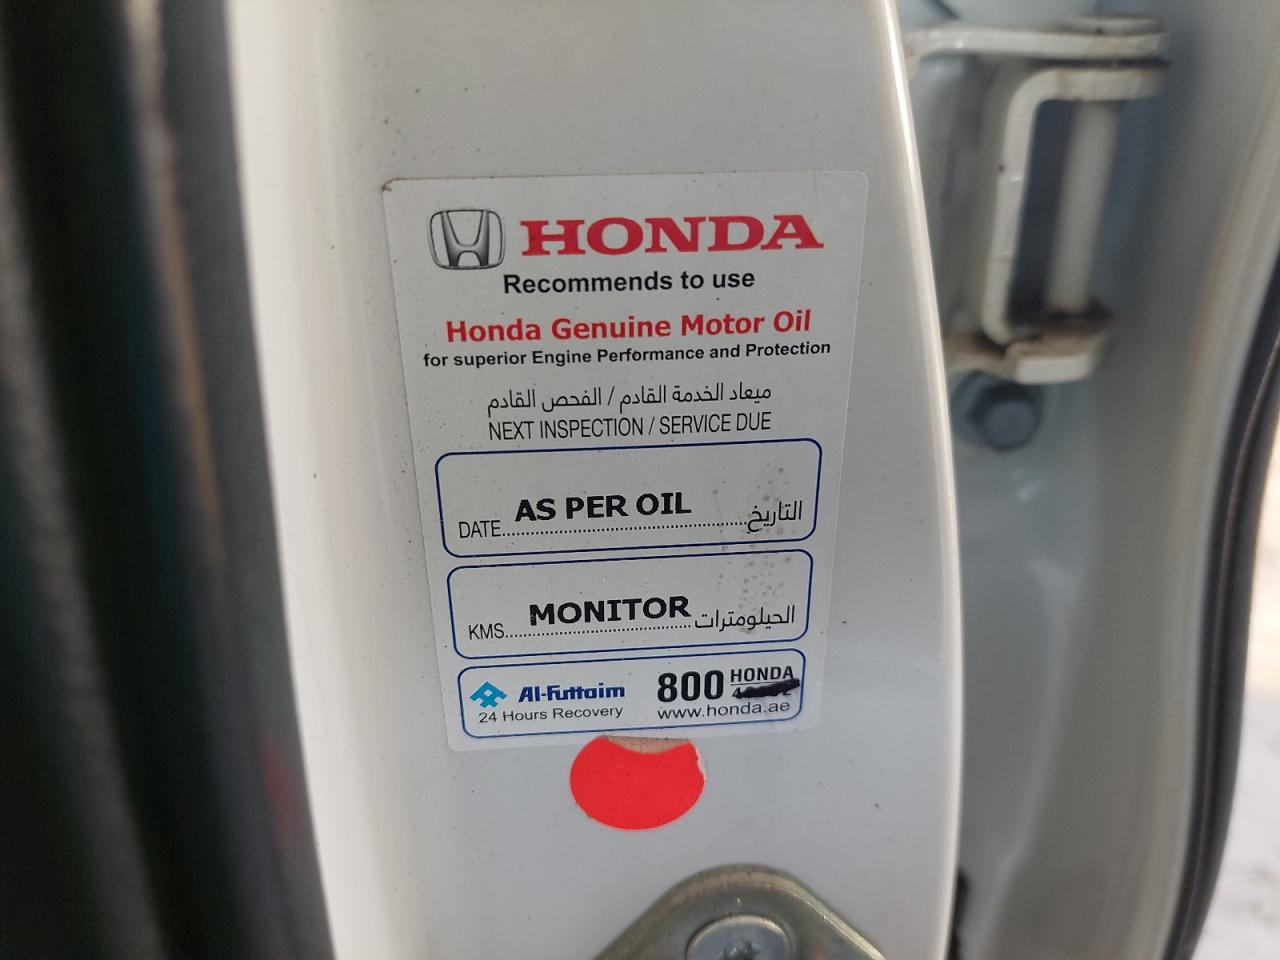 HONDA
Recommends to use
Honda Genuine Motor Oil
for superior Engine Performance and Protection
ميعاد الخدمة القادم / الفحص القادم
NEXT INSPECTION / SERVICE DUE
AS PER OIL
DATE التاريخ
MONITOR
KMS الحيلومترات
Al-Futtaim 800 HONDA
24 Hours Recovery www.honda.ae